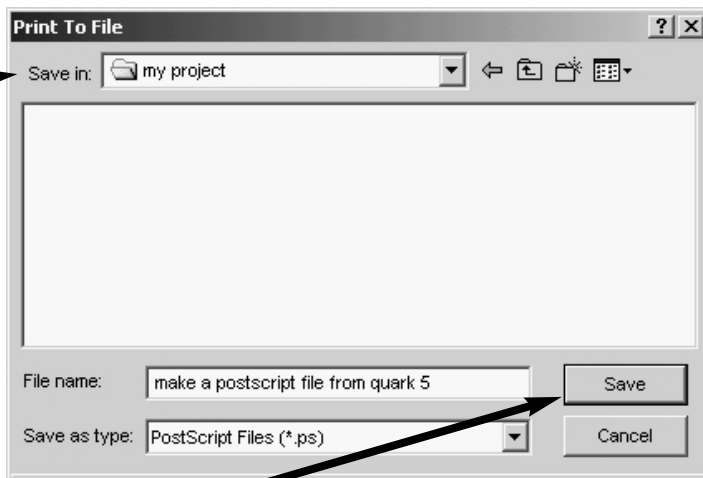 Print To File
Save in: my project
File name: make a postscript file from quark 5 Save
Save as type: PostScript Files (*.ps) Cancel